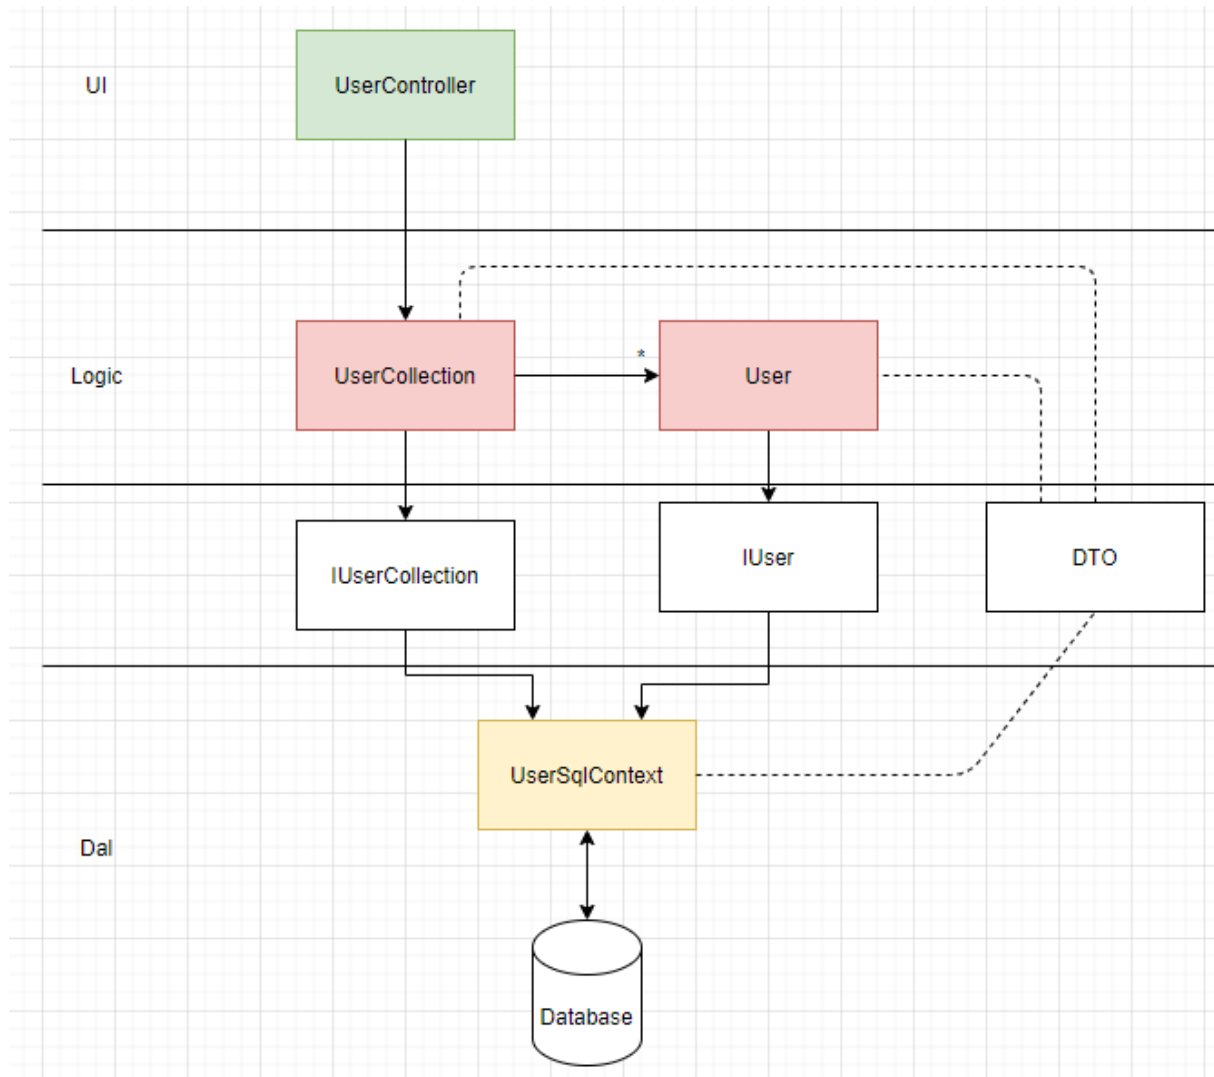 UI
UserController
Logic
UserCollection
*
User
IUserCollection
IUser
DTO
UserSqlContext
Dal
Database